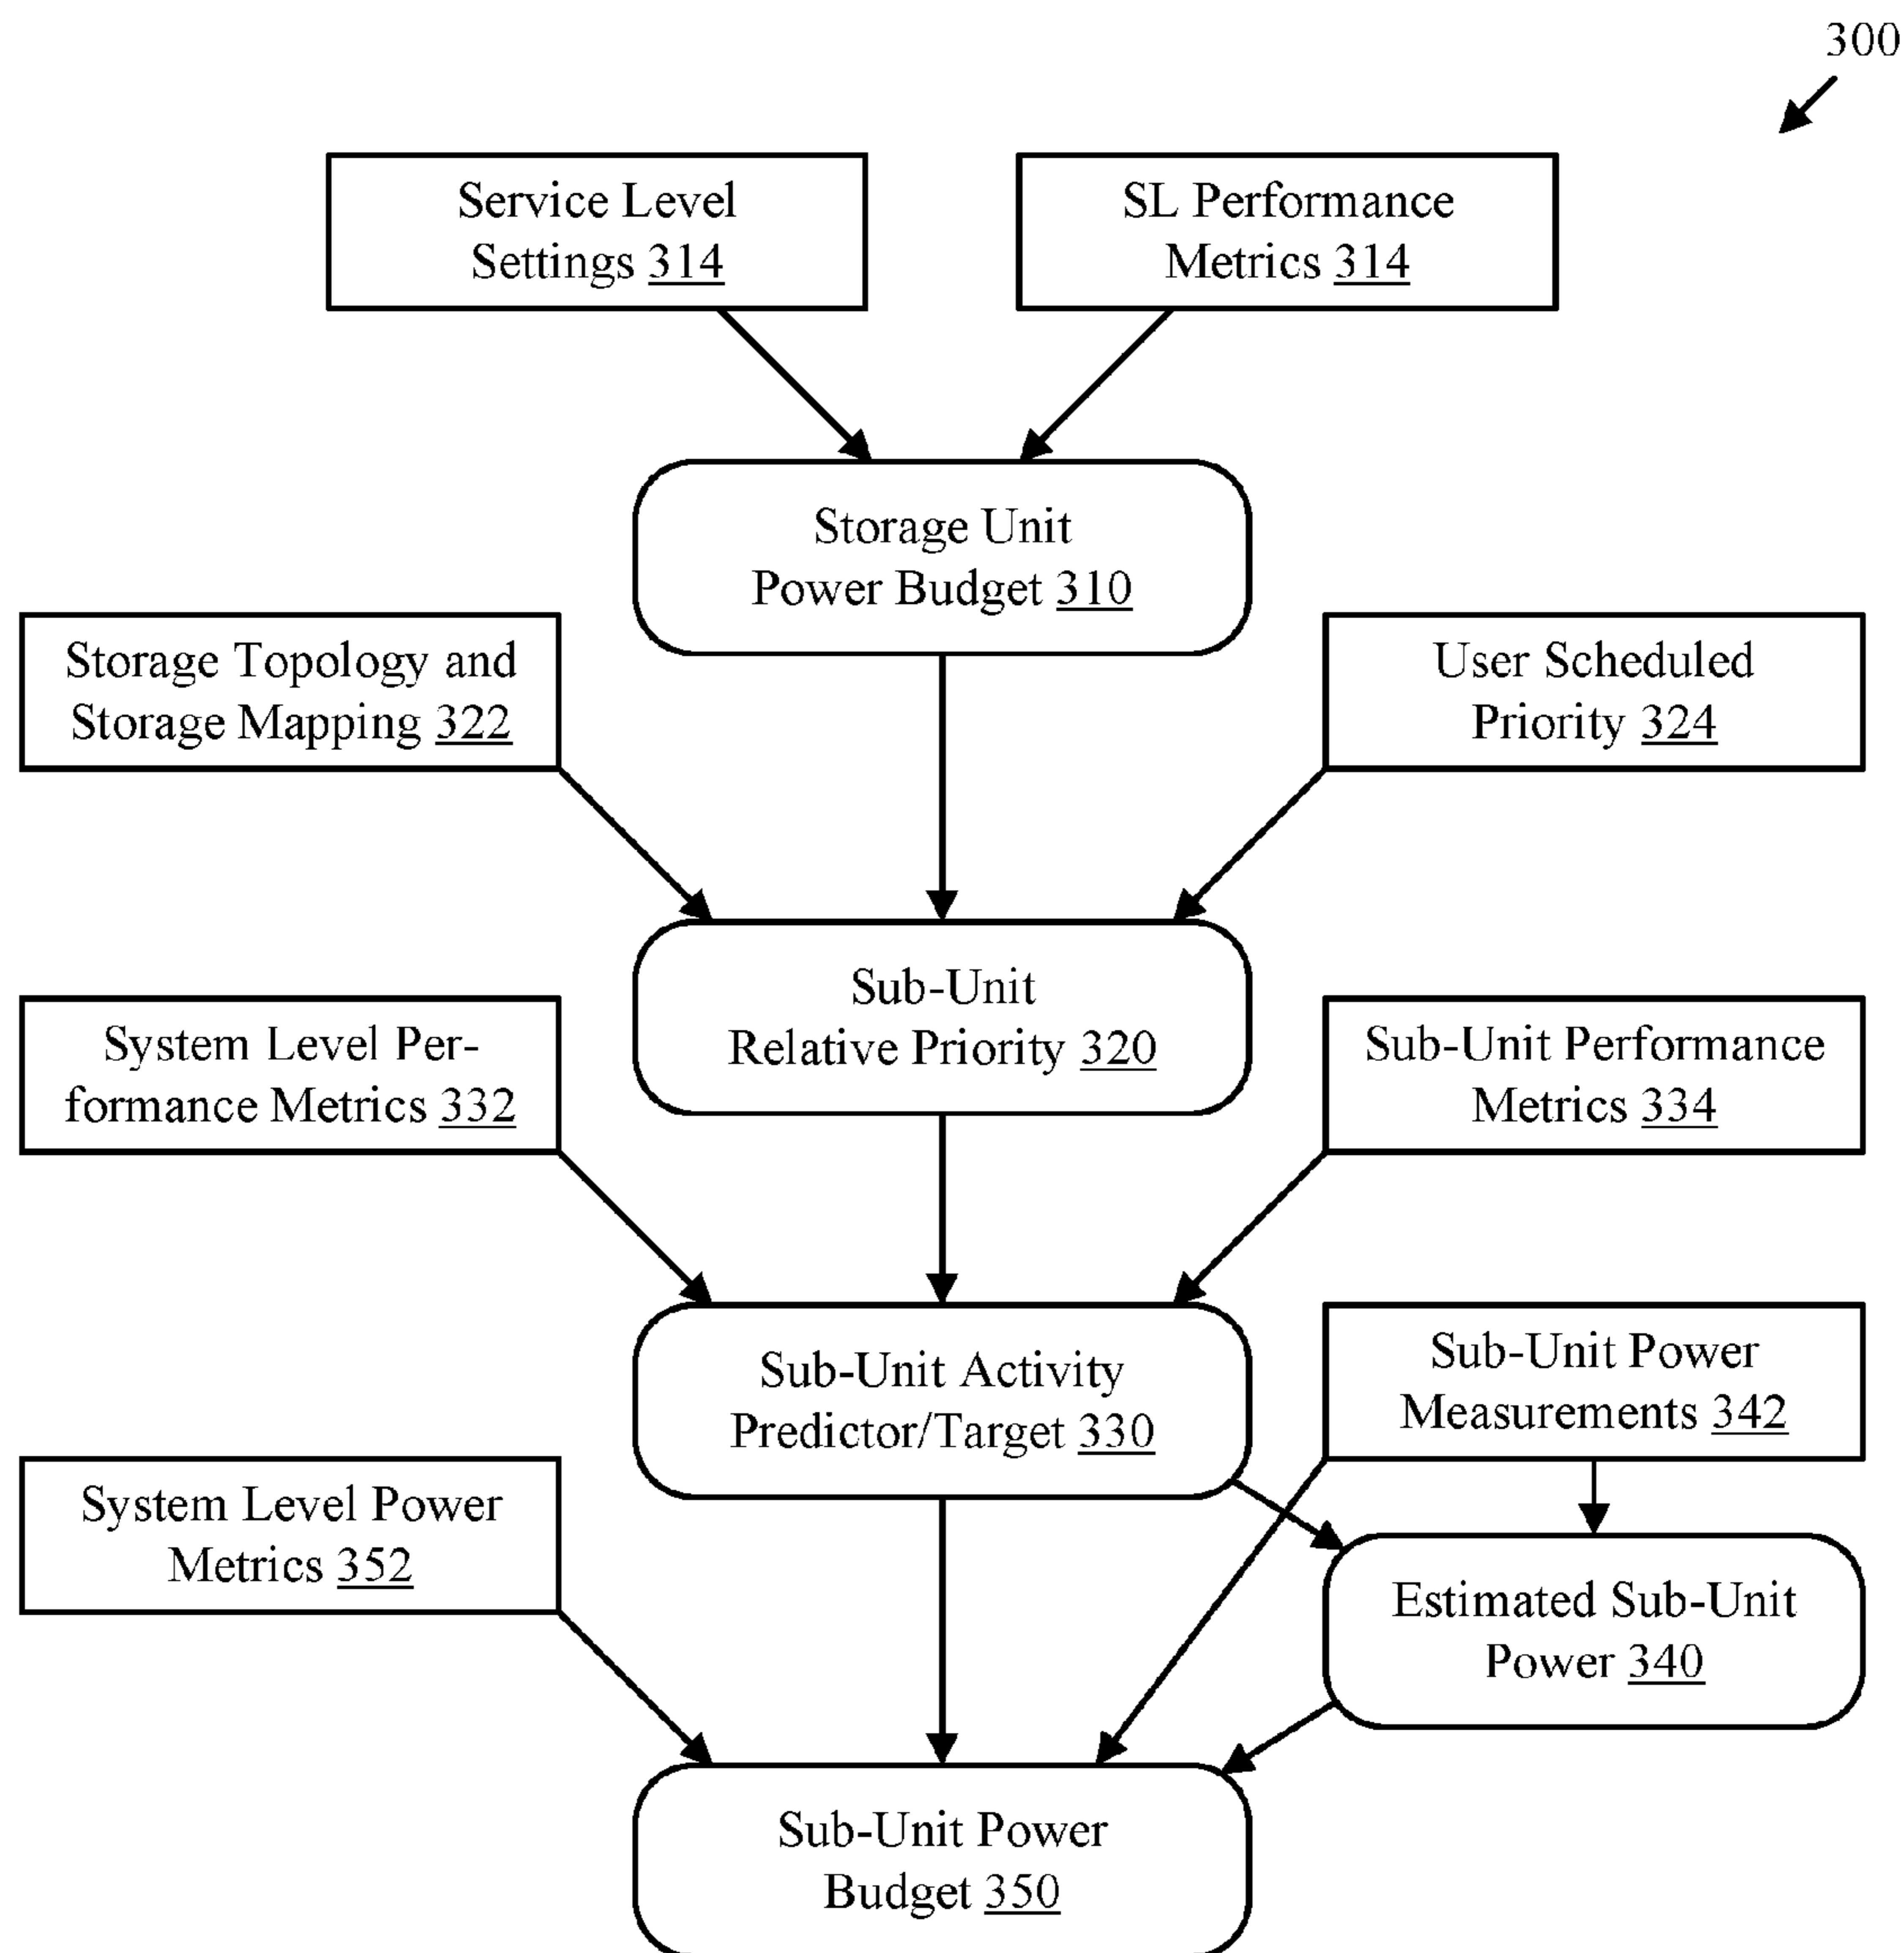 300
Service Level
Settings 314
SL Performance
Metrics 314
Storage Unit
Power Budget 310
Storage Topology and
Storage Mapping 322
User Scheduled
Priority 324
Sub-Unit
Relative Priority 320
System Level Per-
formance Metrics 332
Sub-Unit Performance
Metrics 334
Sub-Unit Activity
Predictor/Target 330
Sub-Unit Power
Measurements 342
System Level Power
Metrics 352
Estimated Sub-Unit
Power 340
Sub-Unit Power
Budget 350